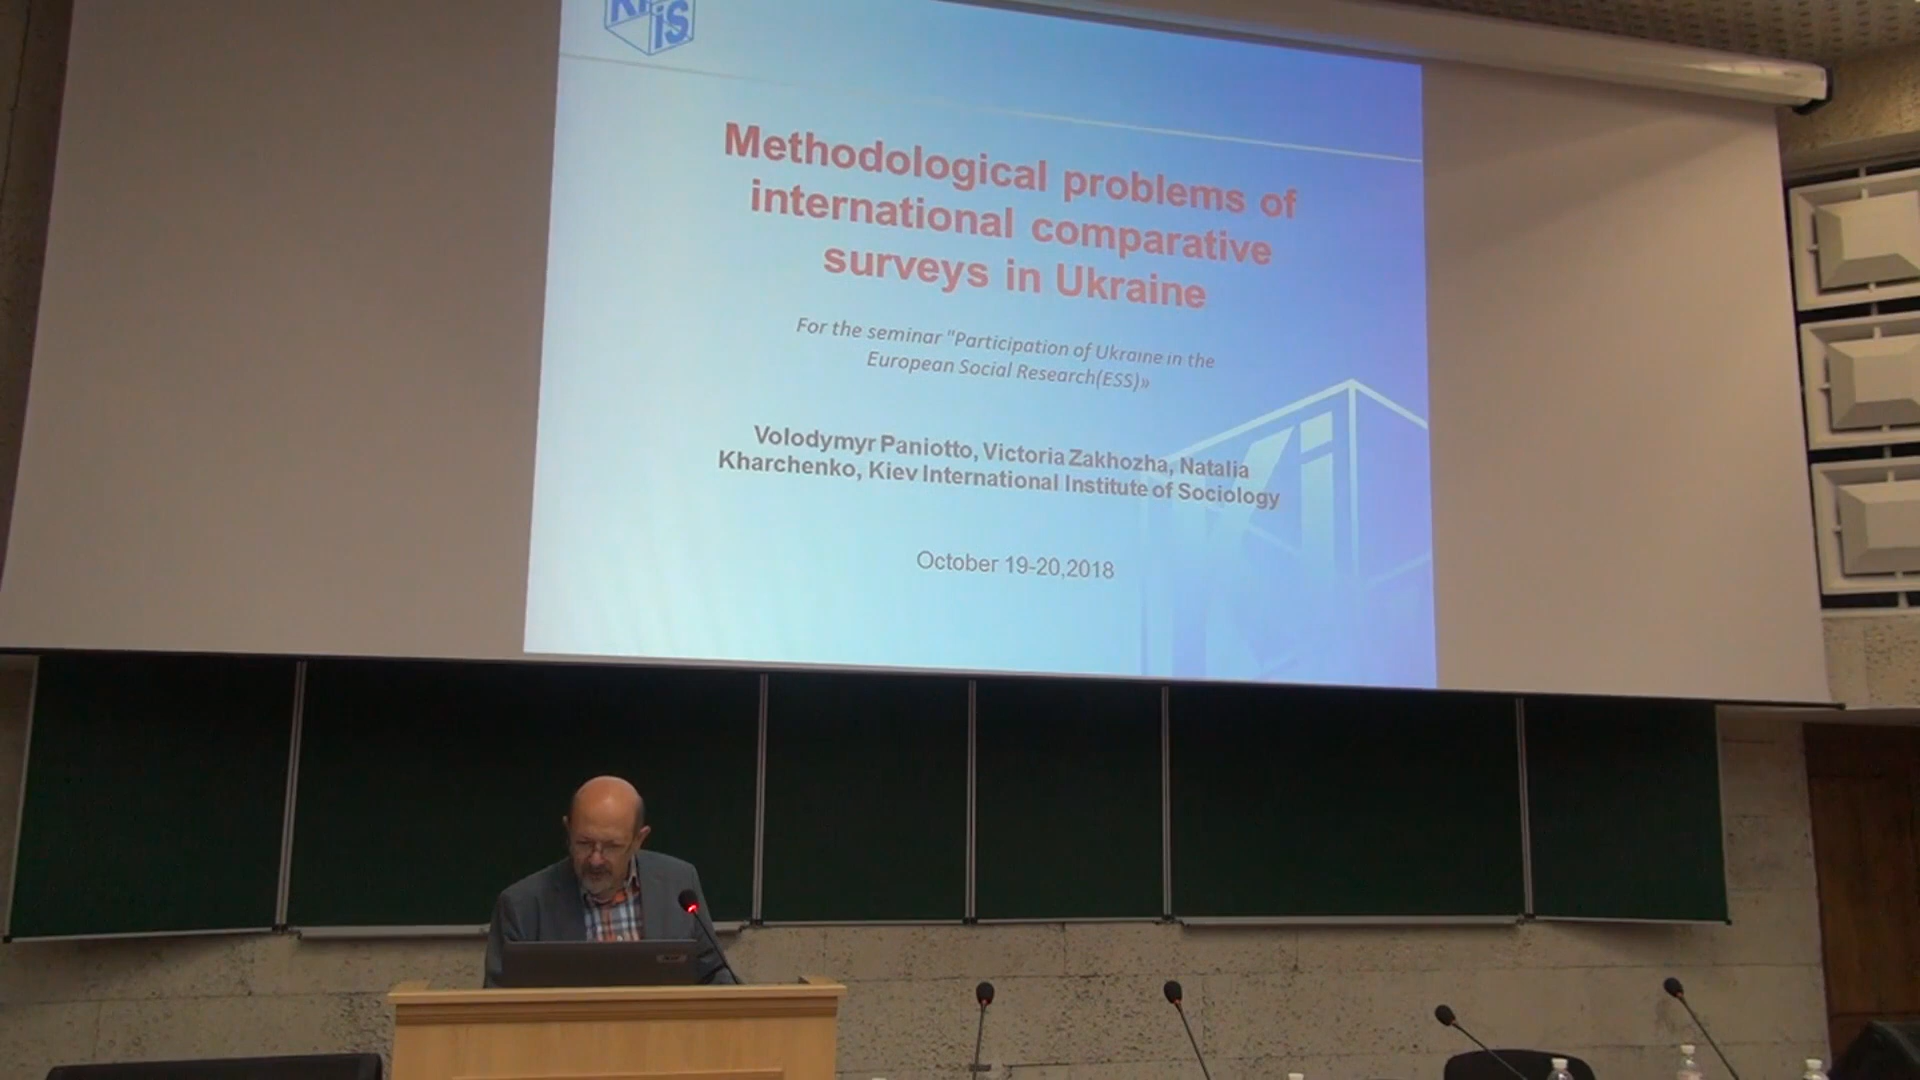 iS
Methodological problems of
international comparative
surveys in Ukraine
For the seminar "Participation of Ukraine in the
European Social Research(ESS)»
Volodymyr Paniotto, Victoria Zakhozha, Natalia
Kharchenko, Kiev International Institute of Sociology
October 19-20,2018